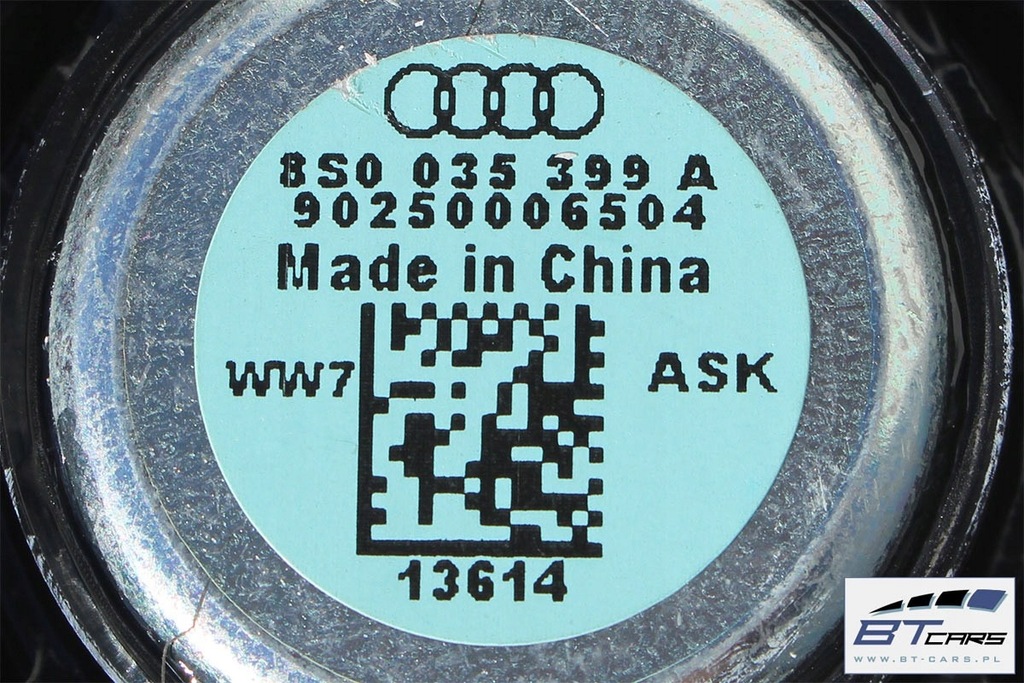 8S0 035 399 A
90250006504
Made in China
WW7
ASK
13614
BT CARS
WWW.BT-CARS.PL